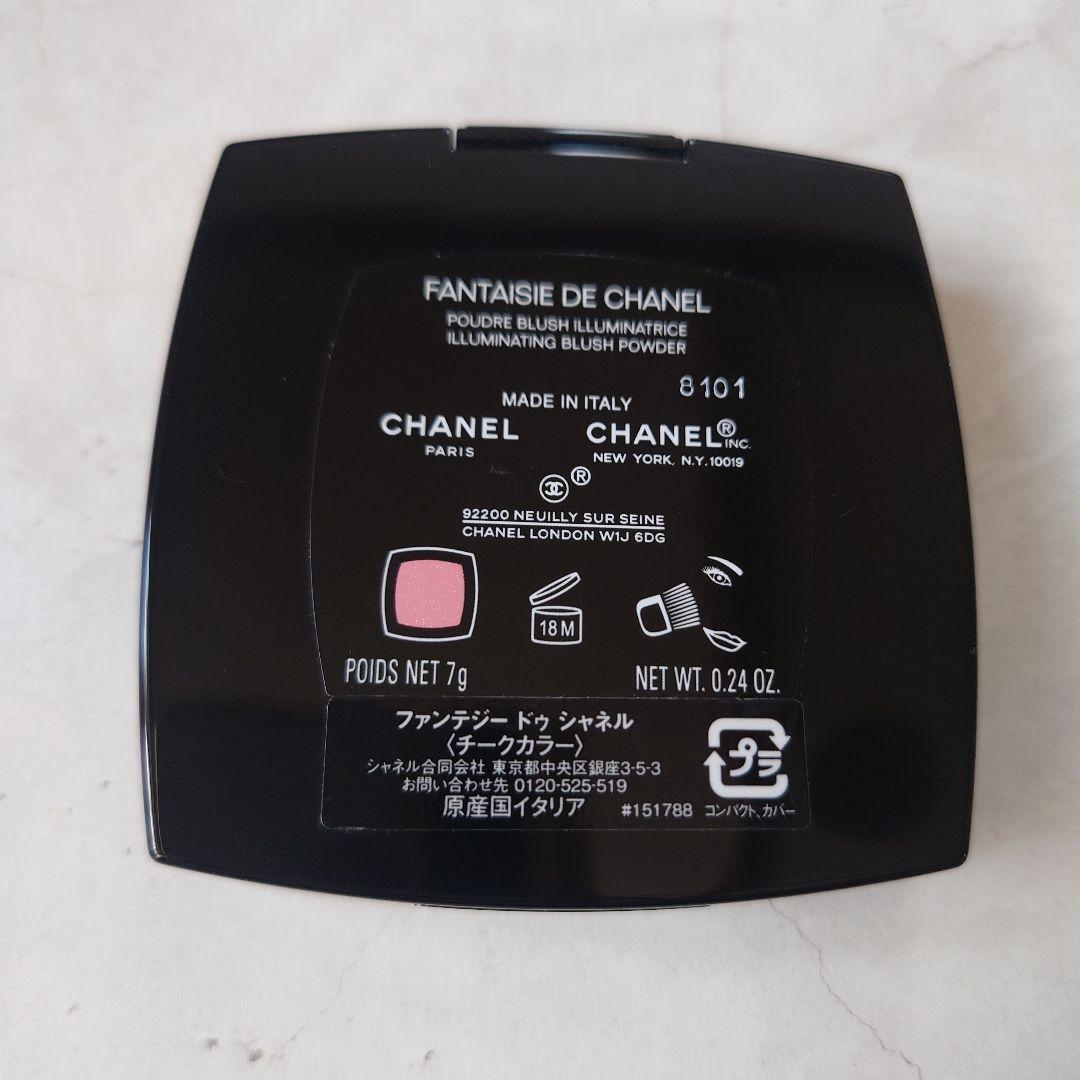 FANTAISIE DE CHANEL
POUDRE BLUSH ILLUMINATRICE
ILLUMINATING BLUSH POWDER
8101
MADE IN ITALY
CHANEL
PARIS
CHANEL® INC.
NEW YORK, N.Y. 10019
®
92200 NEUILLY SUR SEINE
CHANEL LONDON W1J 6DG
18 M
POIDS NET 7g
NET WT. 0.24 OZ.
ファンテジー ドゥ シャネル
〈チークカラー〉
シャネル合同会社 東京都中央区銀座3-5-3
お問い合わせ先 0120-525-519
原産国イタリア
#151788
プラ
コンパクト、カバー